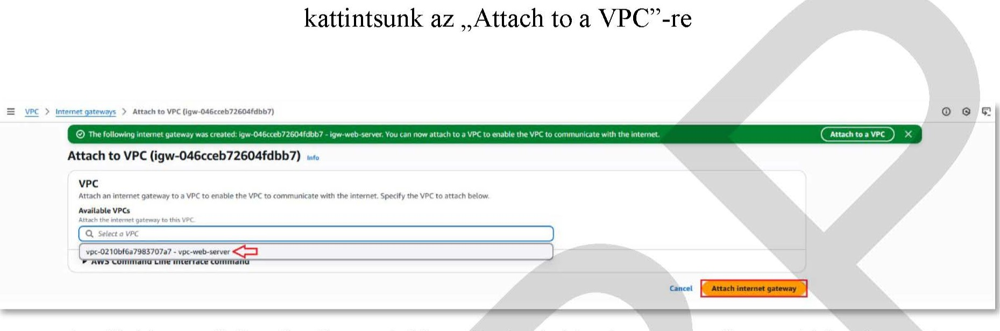 kattintsunk az „Attach to a VPC”-re
VPC > Internet gateways > Attach to VPC (igw-046cceb72604fdbb7)
The following internet gateway was created: igw-046cceb72604fdbb7 - igw-web-server. You can now attach to a VPC to enable the VPC to communicate with the internet.
Attach to a VPC
Attach to VPC (igw-046cceb72604fdbb7) Info
VPC
Attach an internet gateway to a VPC to enable the VPC to communicate with the internet. Specify the VPC to attach below.
Available VPCs
Attach the internet gateway to this VPC.
Select a VPC
vpc-0210bf6a7983707a7 - vpc-web-server
AWS Command Line Interface command
Cancel
Attach internet gateway